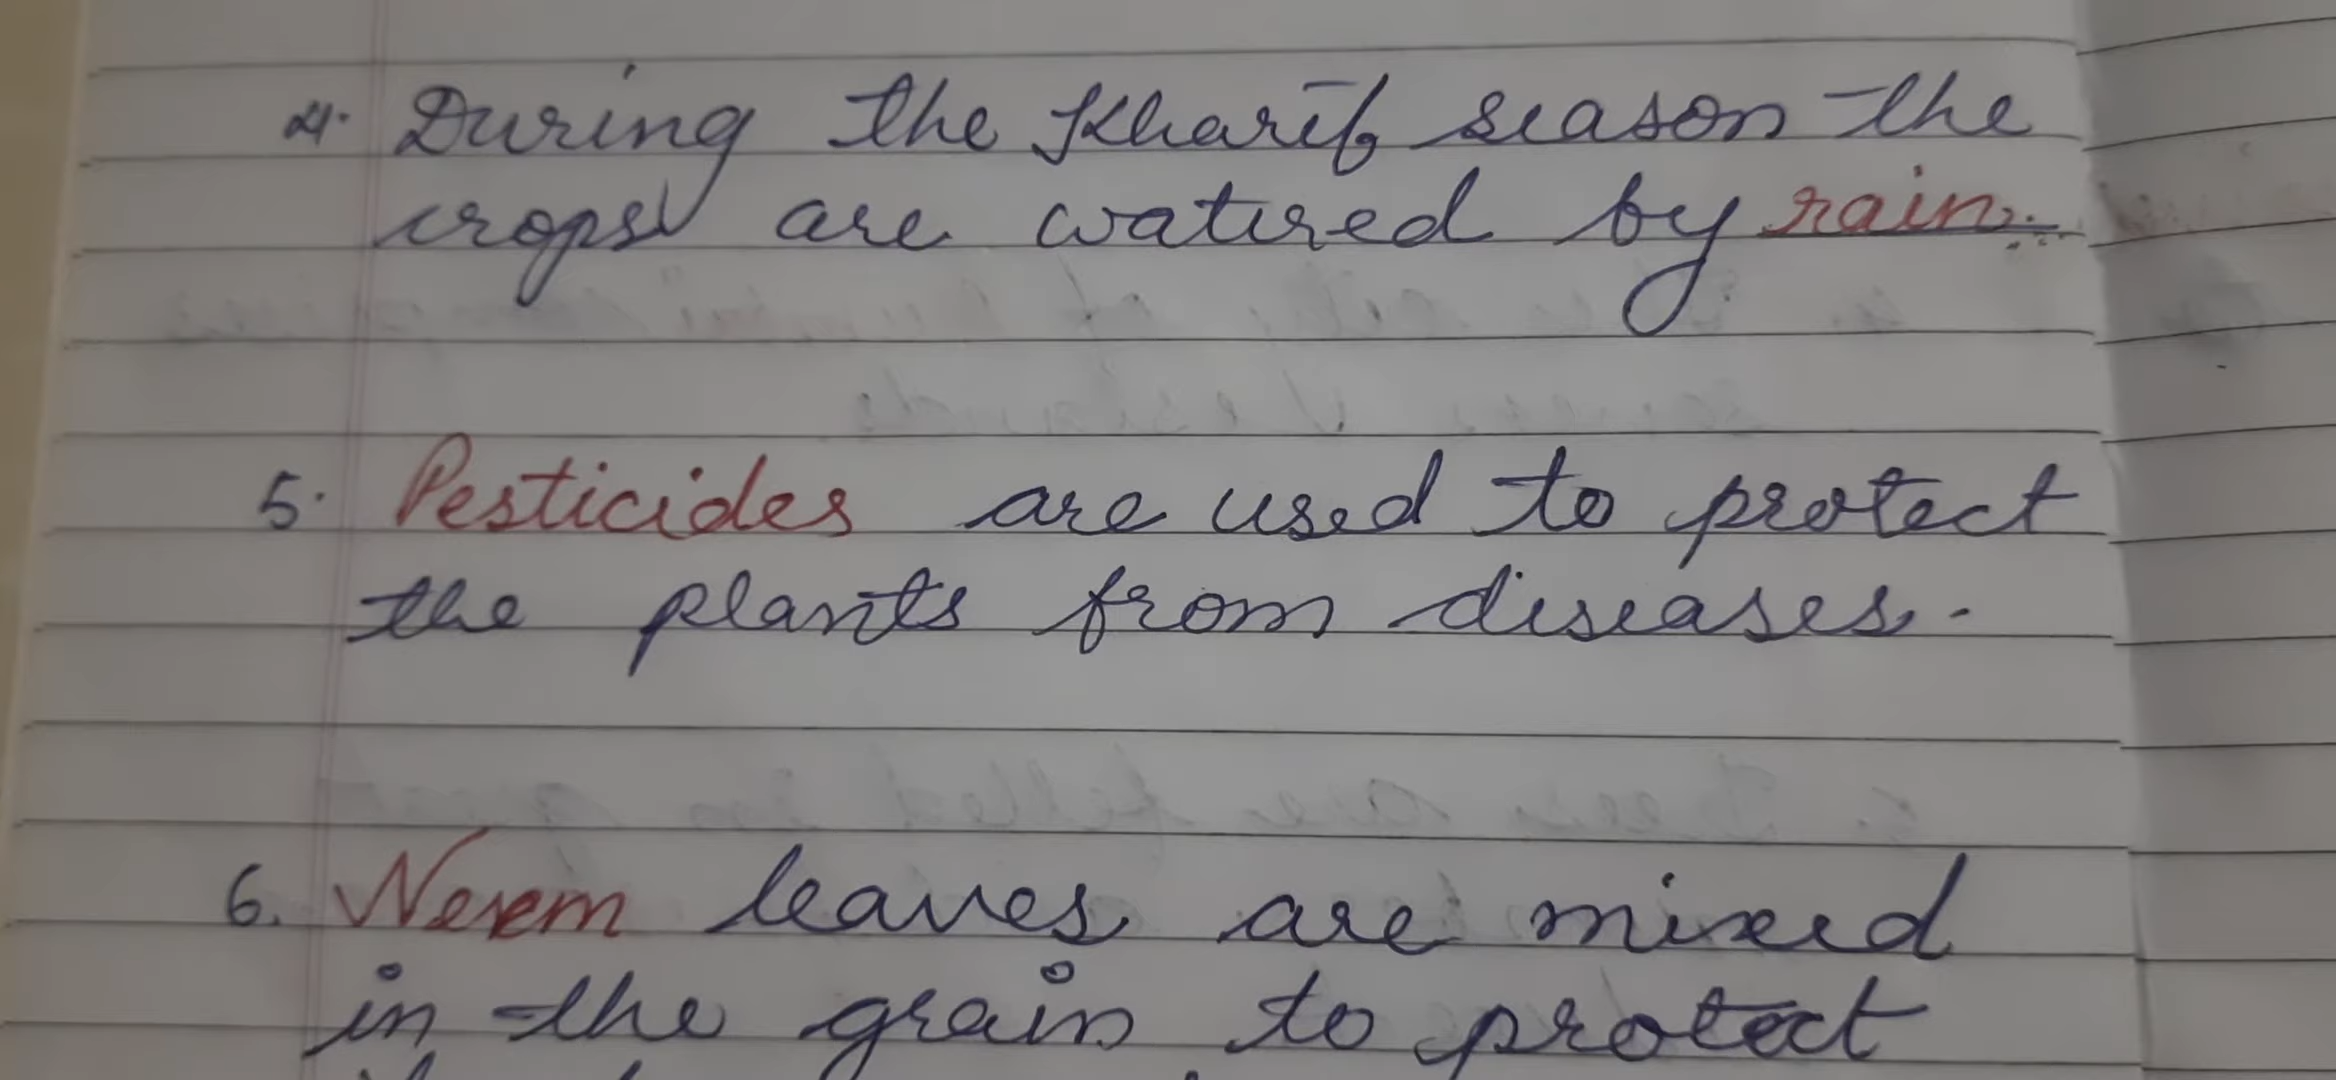 4. During the Kharif season the
crops are watered by rain.
5. Pesticides are used to protect
the plants from diseases.
6. Neem leaves are mixed
in the grain to protect